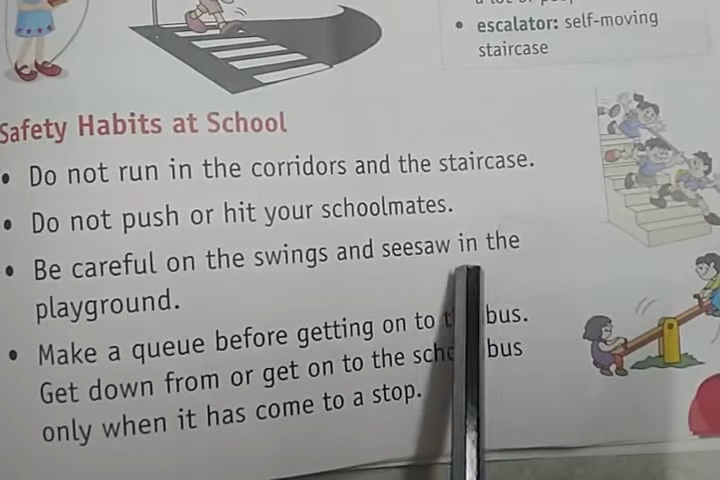 escalator: self-moving
staircase
Safety Habits at School
• Do not run in the corridors and the staircase.
• Do not push or hit your schoolmates.
• Be careful on the swings and seesaw in the
playground.
• Make a queue before getting on to bus.
Get down from or get on to the bus
only when it has come to a stop.